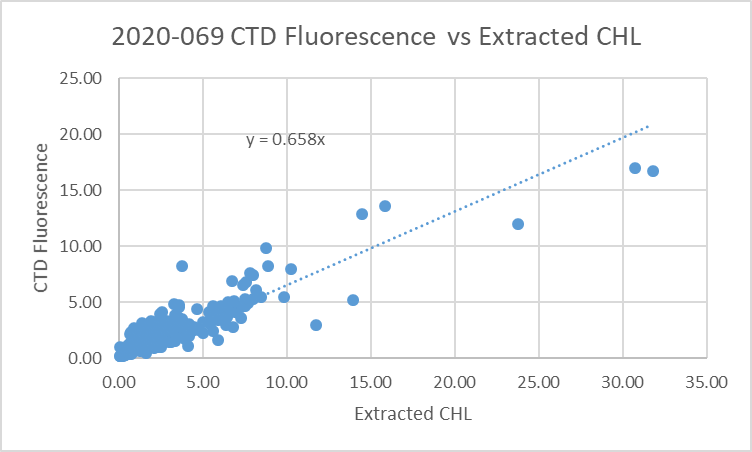 2020-069 CTD Fluorescence vs Extracted CHL
25.00
20.00
15.00
10.00
5.00
0.00
CTD Fluorescence
y = 0.658x
0.00 5.00 10.00 15.00 20.00 25.00 30.00 35.00
Extracted CHL